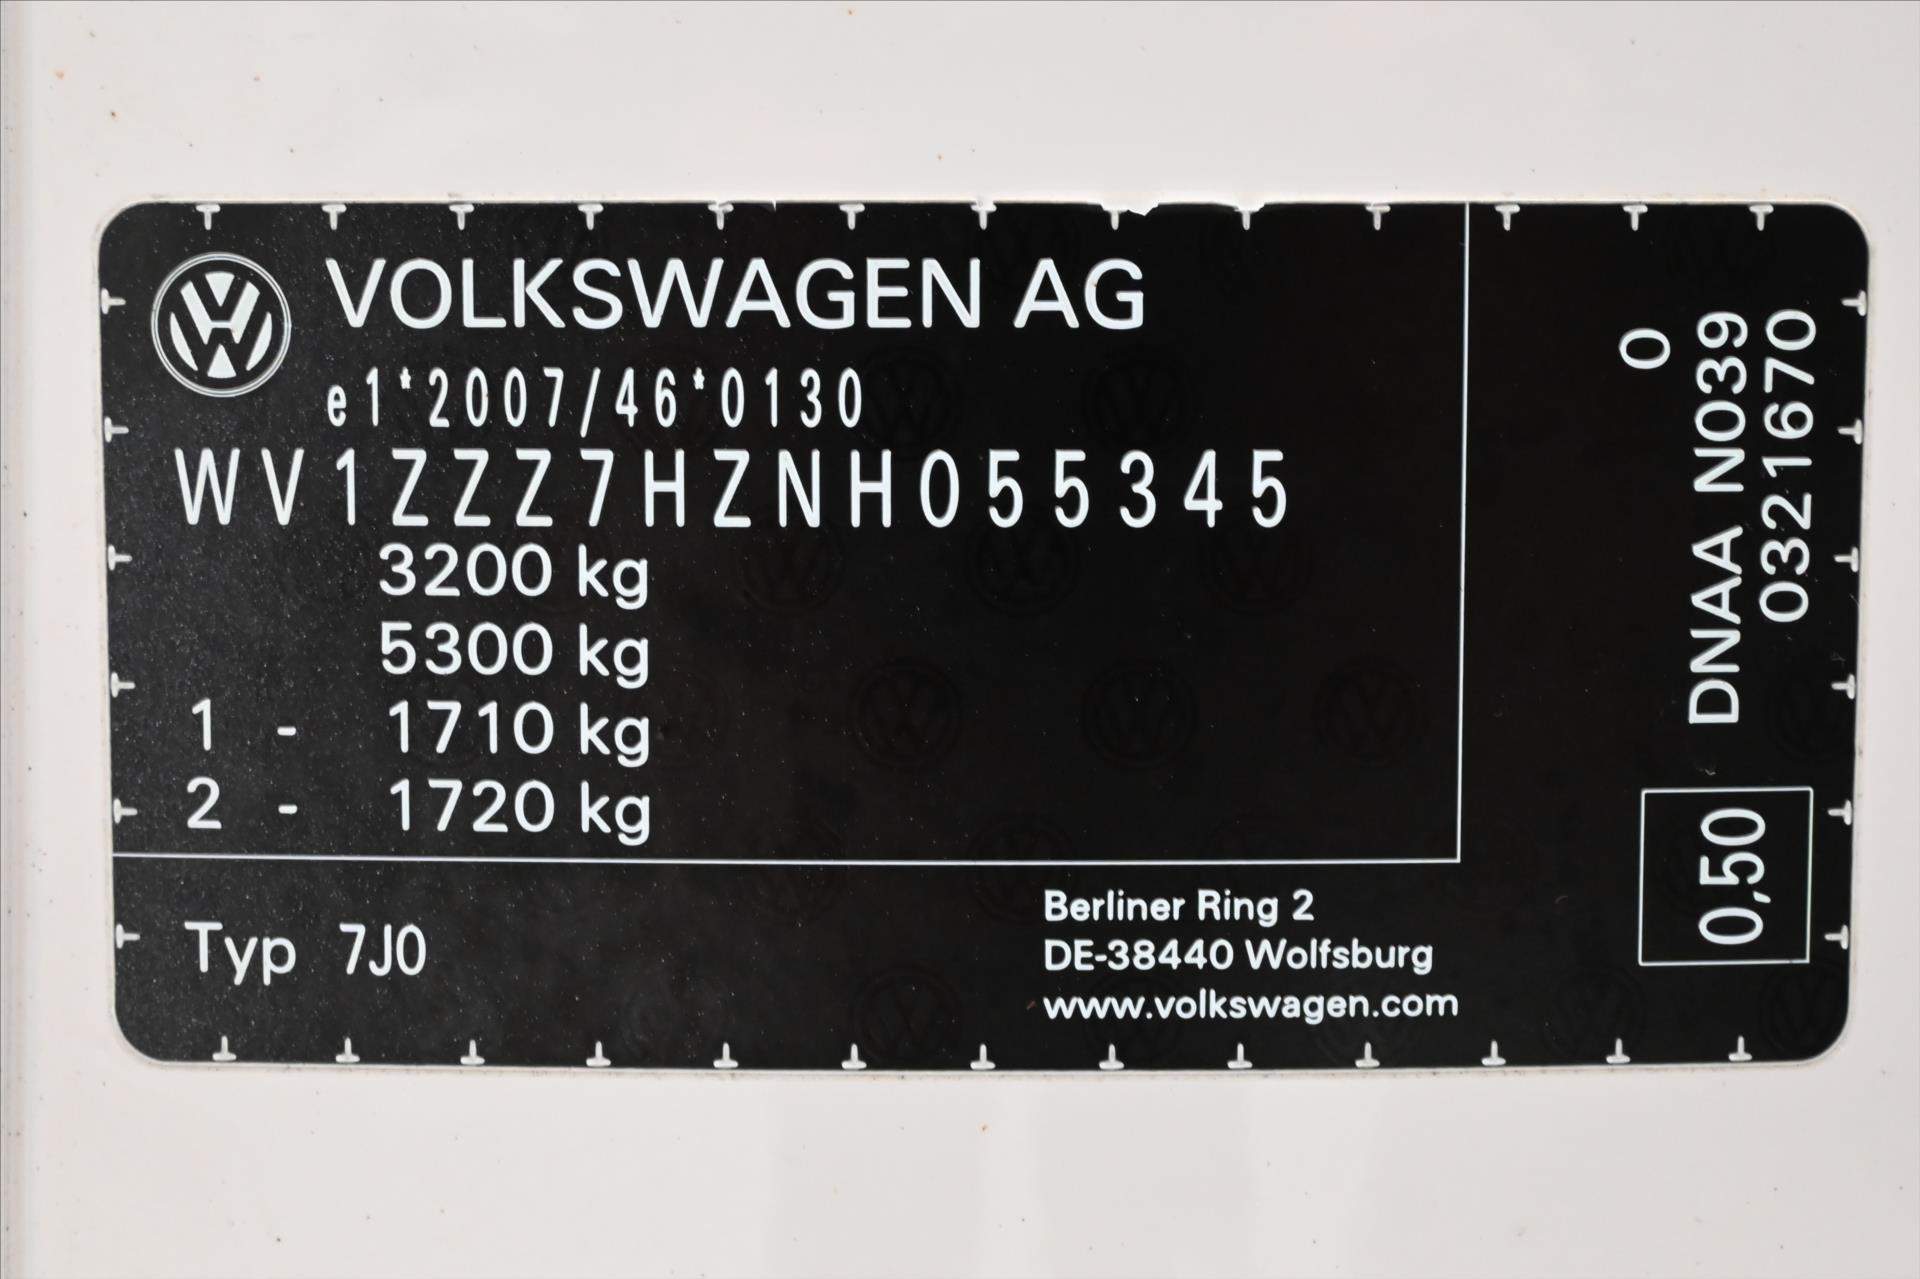 VOLKSWAGEN AG
e1*2007/46*0130
WV1ZZZ7HZNH055345
3200 kg
5300 kg
1 - 1710 kg
2 - 1720 kg
Typ 7J0
Berliner Ring 2
DE-38440 Wolfsburg
www.volkswagen.com
0
DNAA N039
0321670
0,50